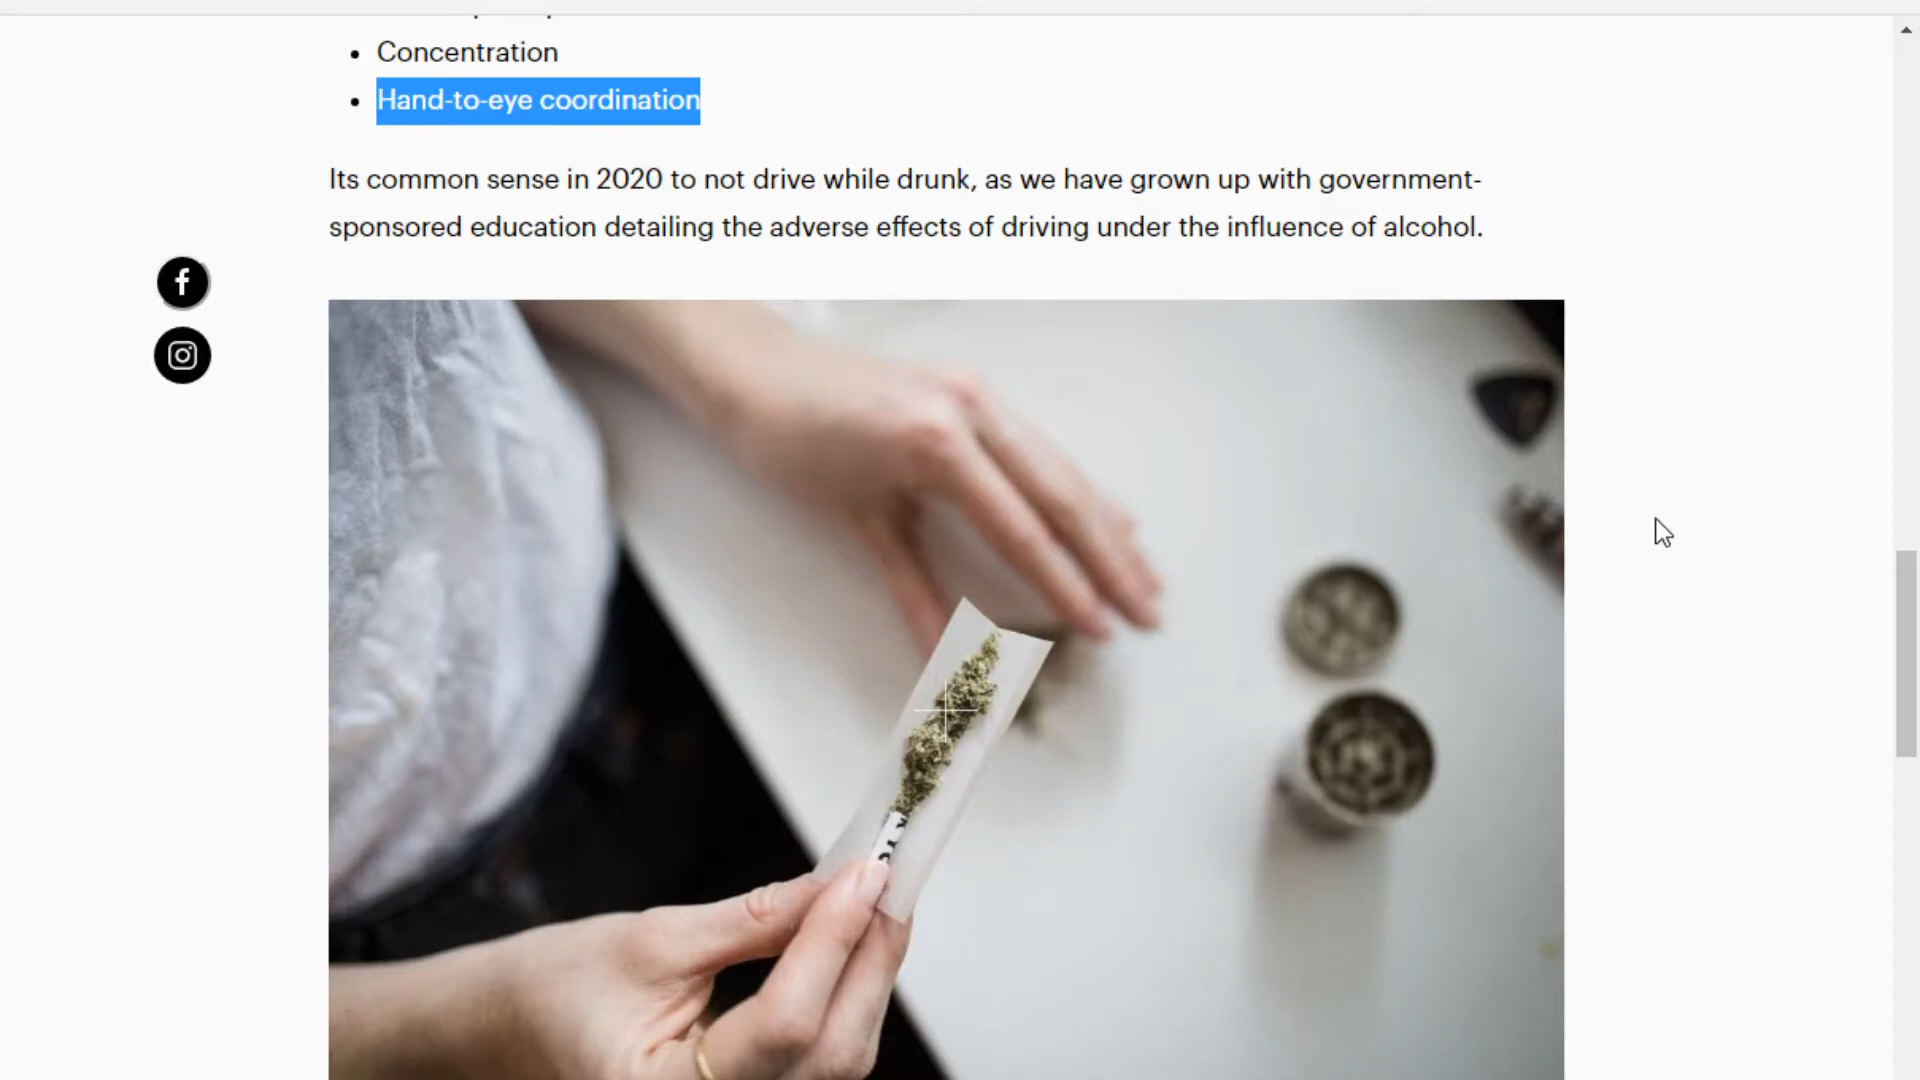 Concentration
Hand-to-eye coordination
Its common sense in 2020 to not drive while drunk, as we have grown up with government-
sponsored education detailing the adverse effects of driving under the influence of alcohol.